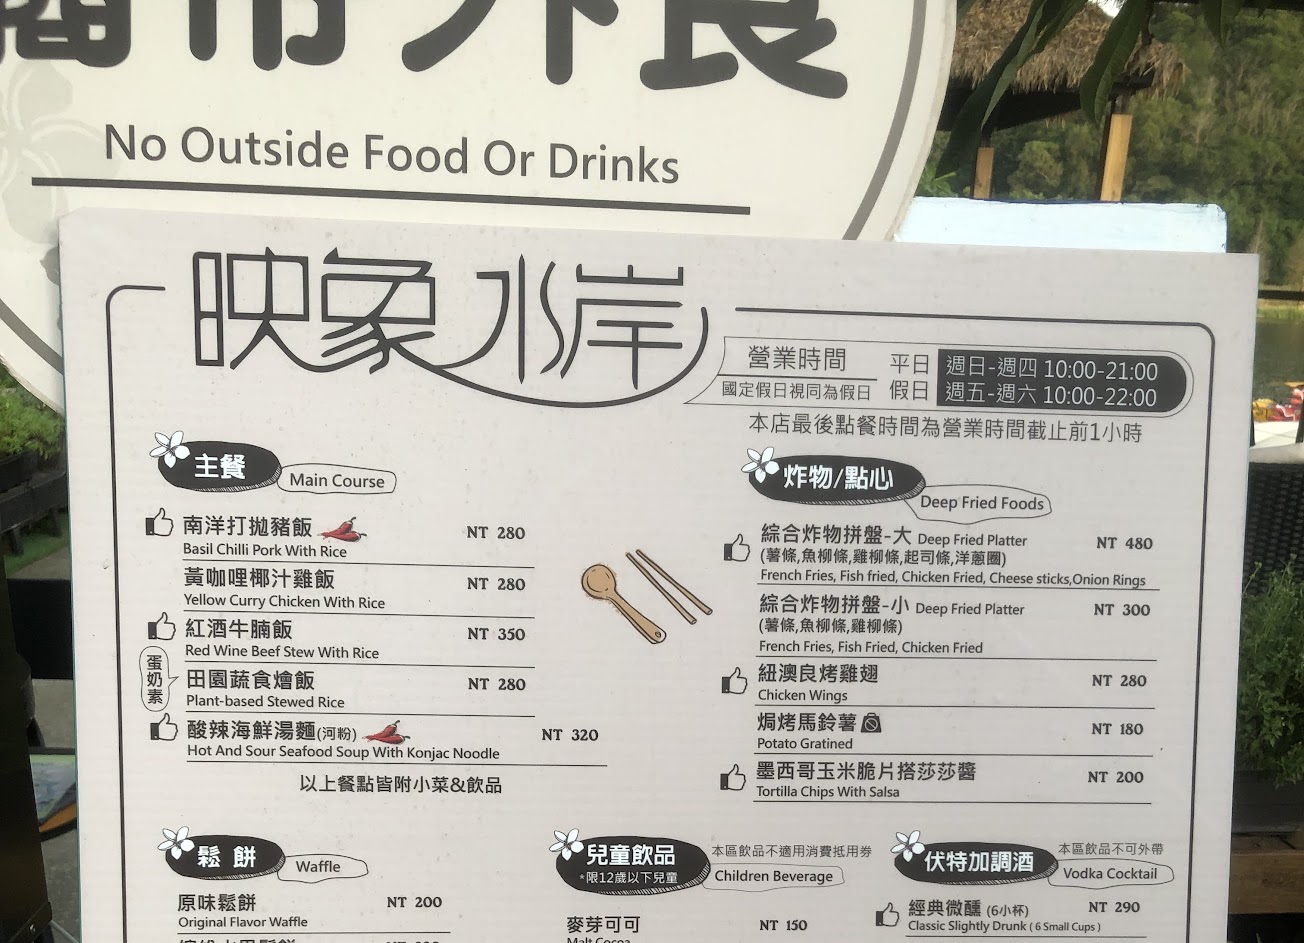 外食
No Outside Food Or Drinks
映象水岸
營業時間
國定假日視同為假日
平日 週日-週四 10:00-21:00
假日 週五-週六 10:00-22:00
本店最後點餐時間為營業時間截止前1小時
主餐 Main Course
南洋打拋豬飯 NT 280
Basil Chilli Pork With Rice
黃咖哩椰汁雞飯 NT 280
Yellow Curry Chicken With Rice
紅酒牛腩飯 NT 350
Red Wine Beef Stew With Rice
蛋奶素
田園蔬食燴飯 NT 280
Plant-based Stewed Rice
酸辣海鮮湯麵(河粉) NT 320
Hot And Sour Seafood Soup With Konjac Noodle
以上餐點皆附小菜&飲品
炸物/點心 Deep Fried Foods
綜合炸物拼盤-大 Deep Fried Platter NT 480
(薯條,魚柳條,雞柳條,起司條,洋蔥圈)
French Fries, Fish fried, Chicken Fried, Cheese sticks,Onion Rings
綜合炸物拼盤-小 Deep Fried Platter NT 300
(薯條,魚柳條,雞柳條)
French Fries, Fish Fried, Chicken Fried
紐澳良烤雞翅 NT 280
Chicken Wings
焗烤馬鈴薯 NT 180
Potato Gratined
墨西哥玉米脆片搭莎莎醬 NT 200
Tortilla Chips With Salsa
鬆餅 Waffle
原味鬆餅 NT 200
Original Flavor Waffle
兒童飲品
*限12歲以下兒童
本區飲品不適用消費抵用券
Children Beverage
麥芽可可 NT 150
Malt Cocoa
伏特加調酒
本區飲品不可外帶
Vodka Cocktail
經典微醺 (6小杯) NT 290
Classic Slightly Drunk ( 6 Small Cups )